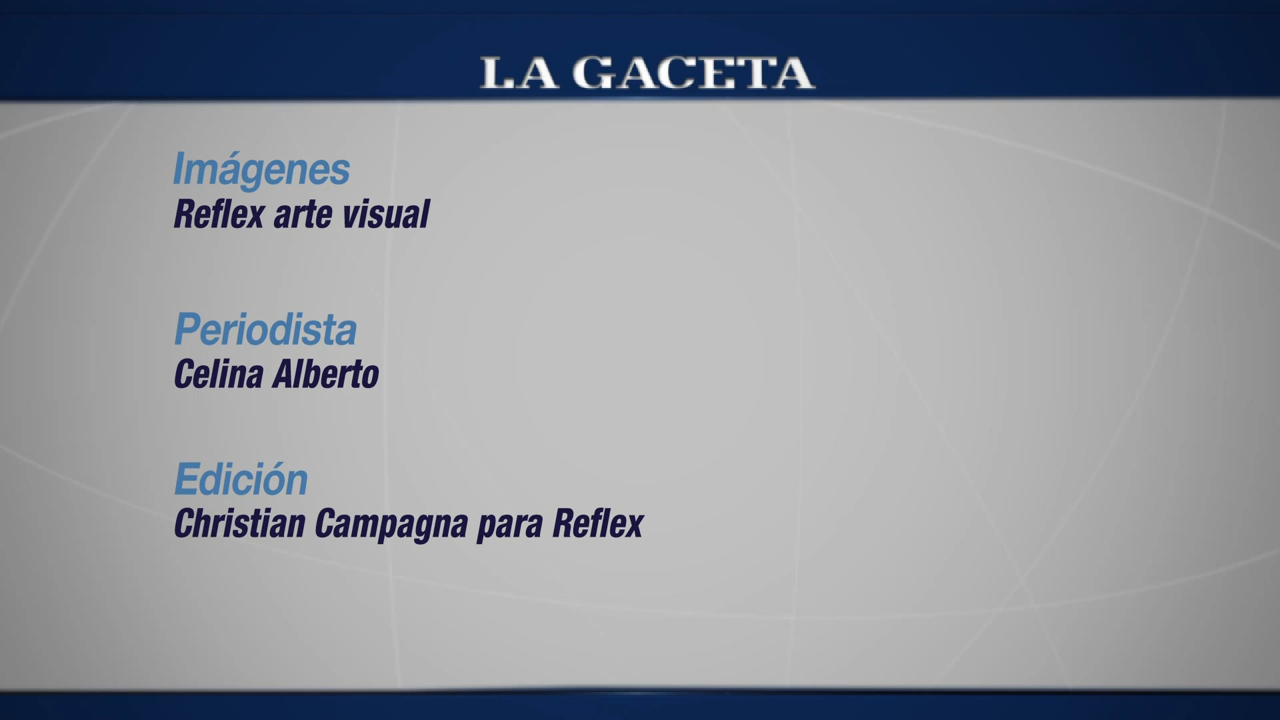 LA GACETA
Imágenes
Reflex arte visual
Periodista
Celina Alberto
Edición
Christian Campagna para Reflex